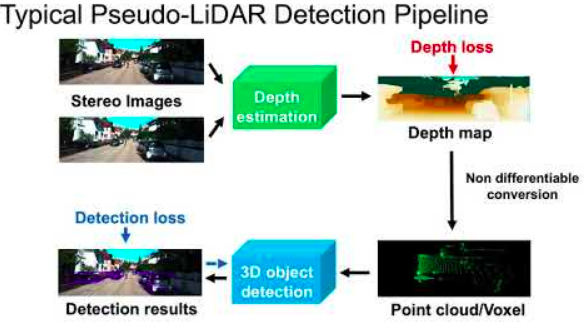 Typical Pseudo-LiDAR Detection Pipeline
Depth loss
Stereo Images
Depth
estimation
Depth map
Non differentiable
conversion
Detection loss
3D object
detection
Detection results
Point cloud/Voxel